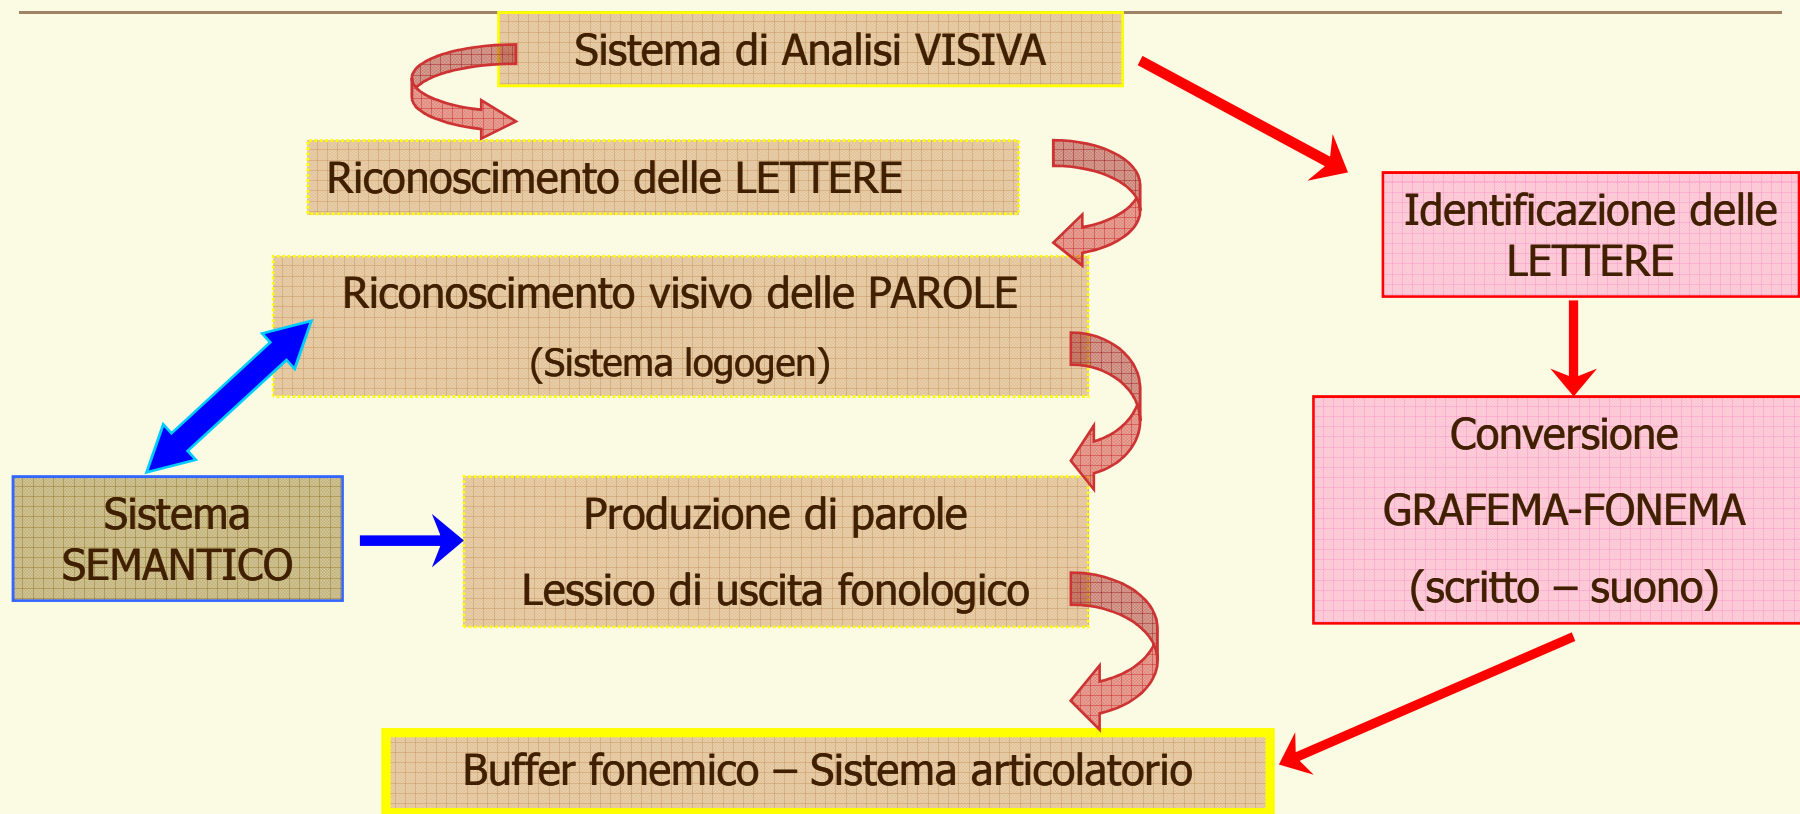 Sistema di Analisi VISIVA
Riconoscimento delle LETTERE
Identificazione delle
LETTERE
Riconoscimento visivo delle PAROLE
(Sistema logogen)
Conversione
GRAFEMA-FONEMA
(scritto – suono)
Sistema
SEMANTICO
Produzione di parole
Lessico di uscita fonologico
Buffer fonemico – Sistema articolatorio